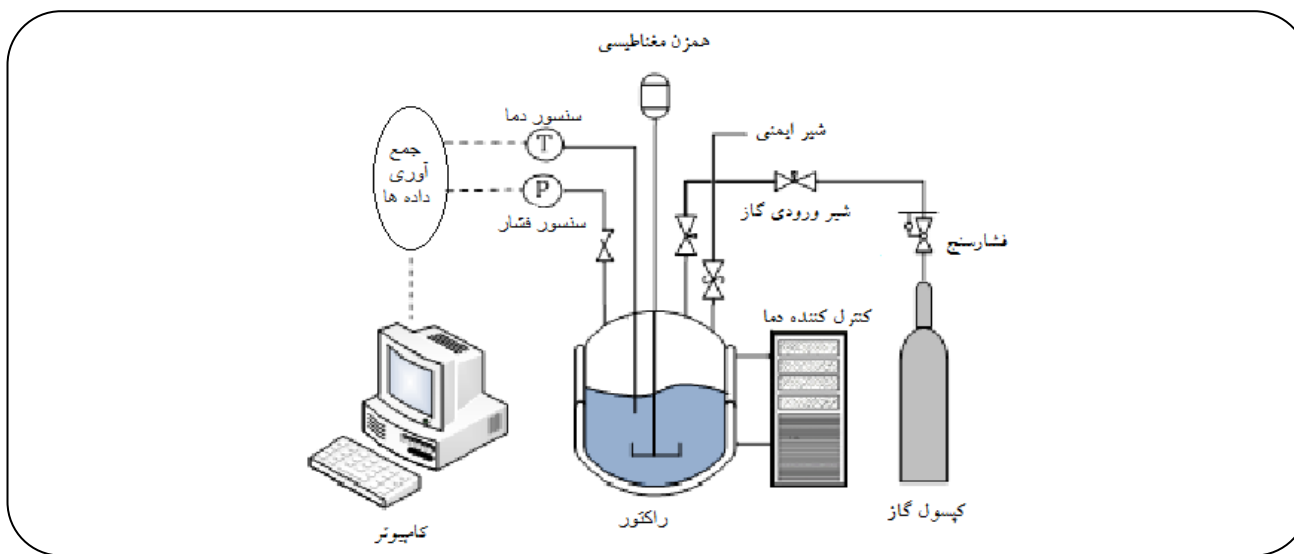 همزن مغناطیسی
سنسور دما
T
شیر ایمنی
جمع
آوری
داده ها
P
سنسور فشار
شیر ورودی گاز
فشارسنج
کنترل کننده دما
کپسول گاز
راکتور
کامپیوتر